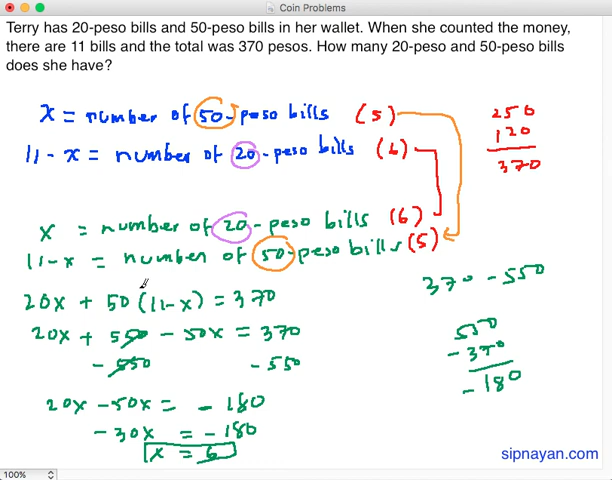 Coin Problems
Terry has 20-peso bills and 50-peso bills in her wallet. When she counted the money,
there are 11 bills and the total was 370 pesos. How many 20-peso and 50-peso bills
does she have?
x = number of 50-peso bills (5)
11-x = number of 20-peso bills (6)
250
120
370
x = number of 20-peso bills (6)
11-x = number of 50-peso bills (5)
20x + 50(11-x) = 370
20x + 550 - 50x = 370
-550 -550
20x - 50x = -180
-30x = -180
x = 6
370 - 550
550
- 370
- 180
sipnayan.com
100%